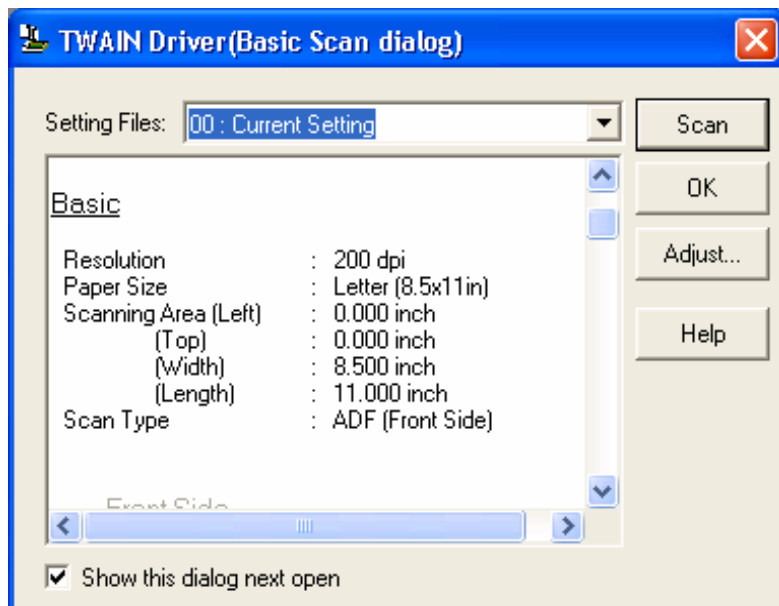 TWAIN Driver(Basic Scan dialog)
Setting Files: 00 : Current Setting
Scan
OK
Adjust...
Help
Basic
Resolution : 200 dpi
Paper Size : Letter (8.5x11in)
Scanning Area (Left) : 0.000 inch
(Top) : 0.000 inch
(Width) : 8.500 inch
(Length) : 11.000 inch
Scan Type : ADF (Front Side)
Front Side
Show this dialog next open